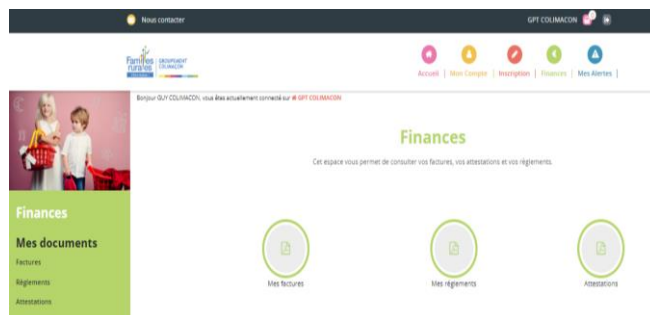 Nous contacter
GPT COLIMACON
Familles rurales GROUPEMENT COLIMAÇON
Accueil | Mon Compte | Inscription | Finances | Mes Alertes |
Bonjour GUY COLIMACON, vous êtes actuellement connecté sur GPT COLIMACON
Finances
Cet espace vous permet de consulter vos factures, vos attestations et vos règlements.
Finances
Mes documents
Factures
Règlements
Attestations
Mes factures
Mes règlements
Attestations